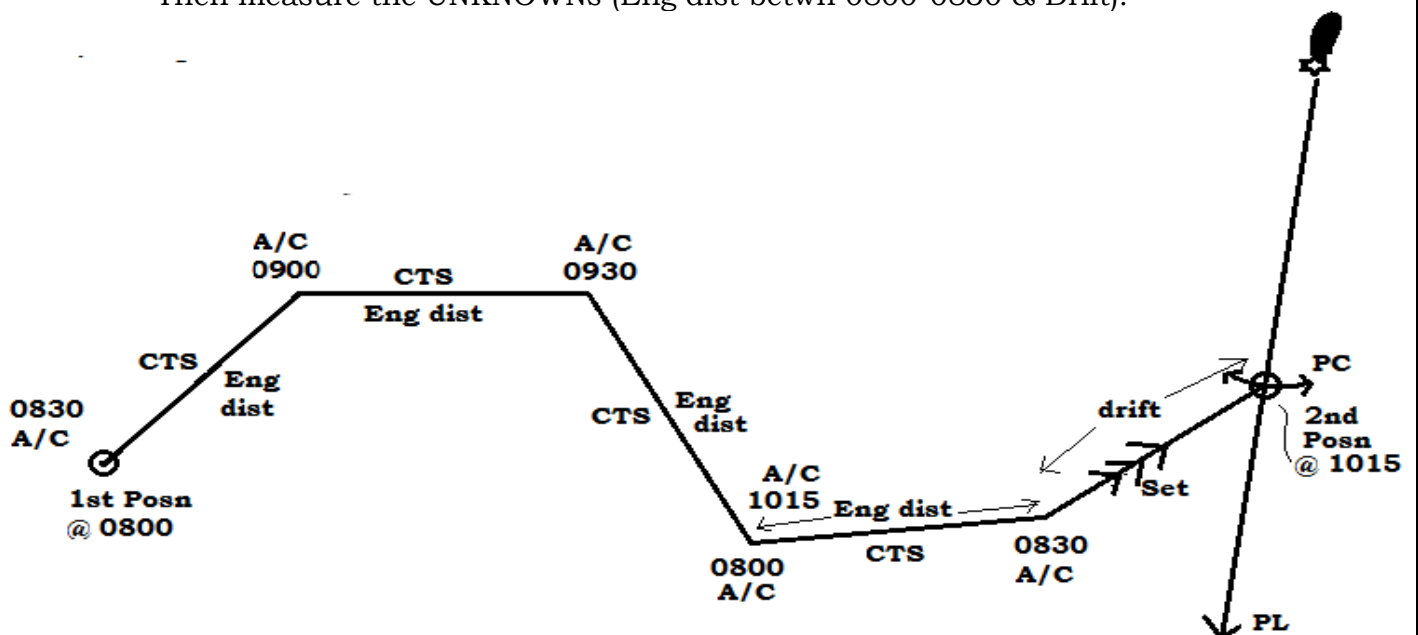 Then measure the UNKNOWNs (Eng dist betwn 0800-0830 & Drift).
A/C
0900
CTS
Eng dist
A/C
0930
CTS
Eng
dist
0830
A/C
1st Posn
@ 0800
CTS
Eng
dist
A/C
1015
Eng dist
CTS
0800
A/C
0830
A/C
drift
Set
PC
2nd
Posn
@ 1015
PL